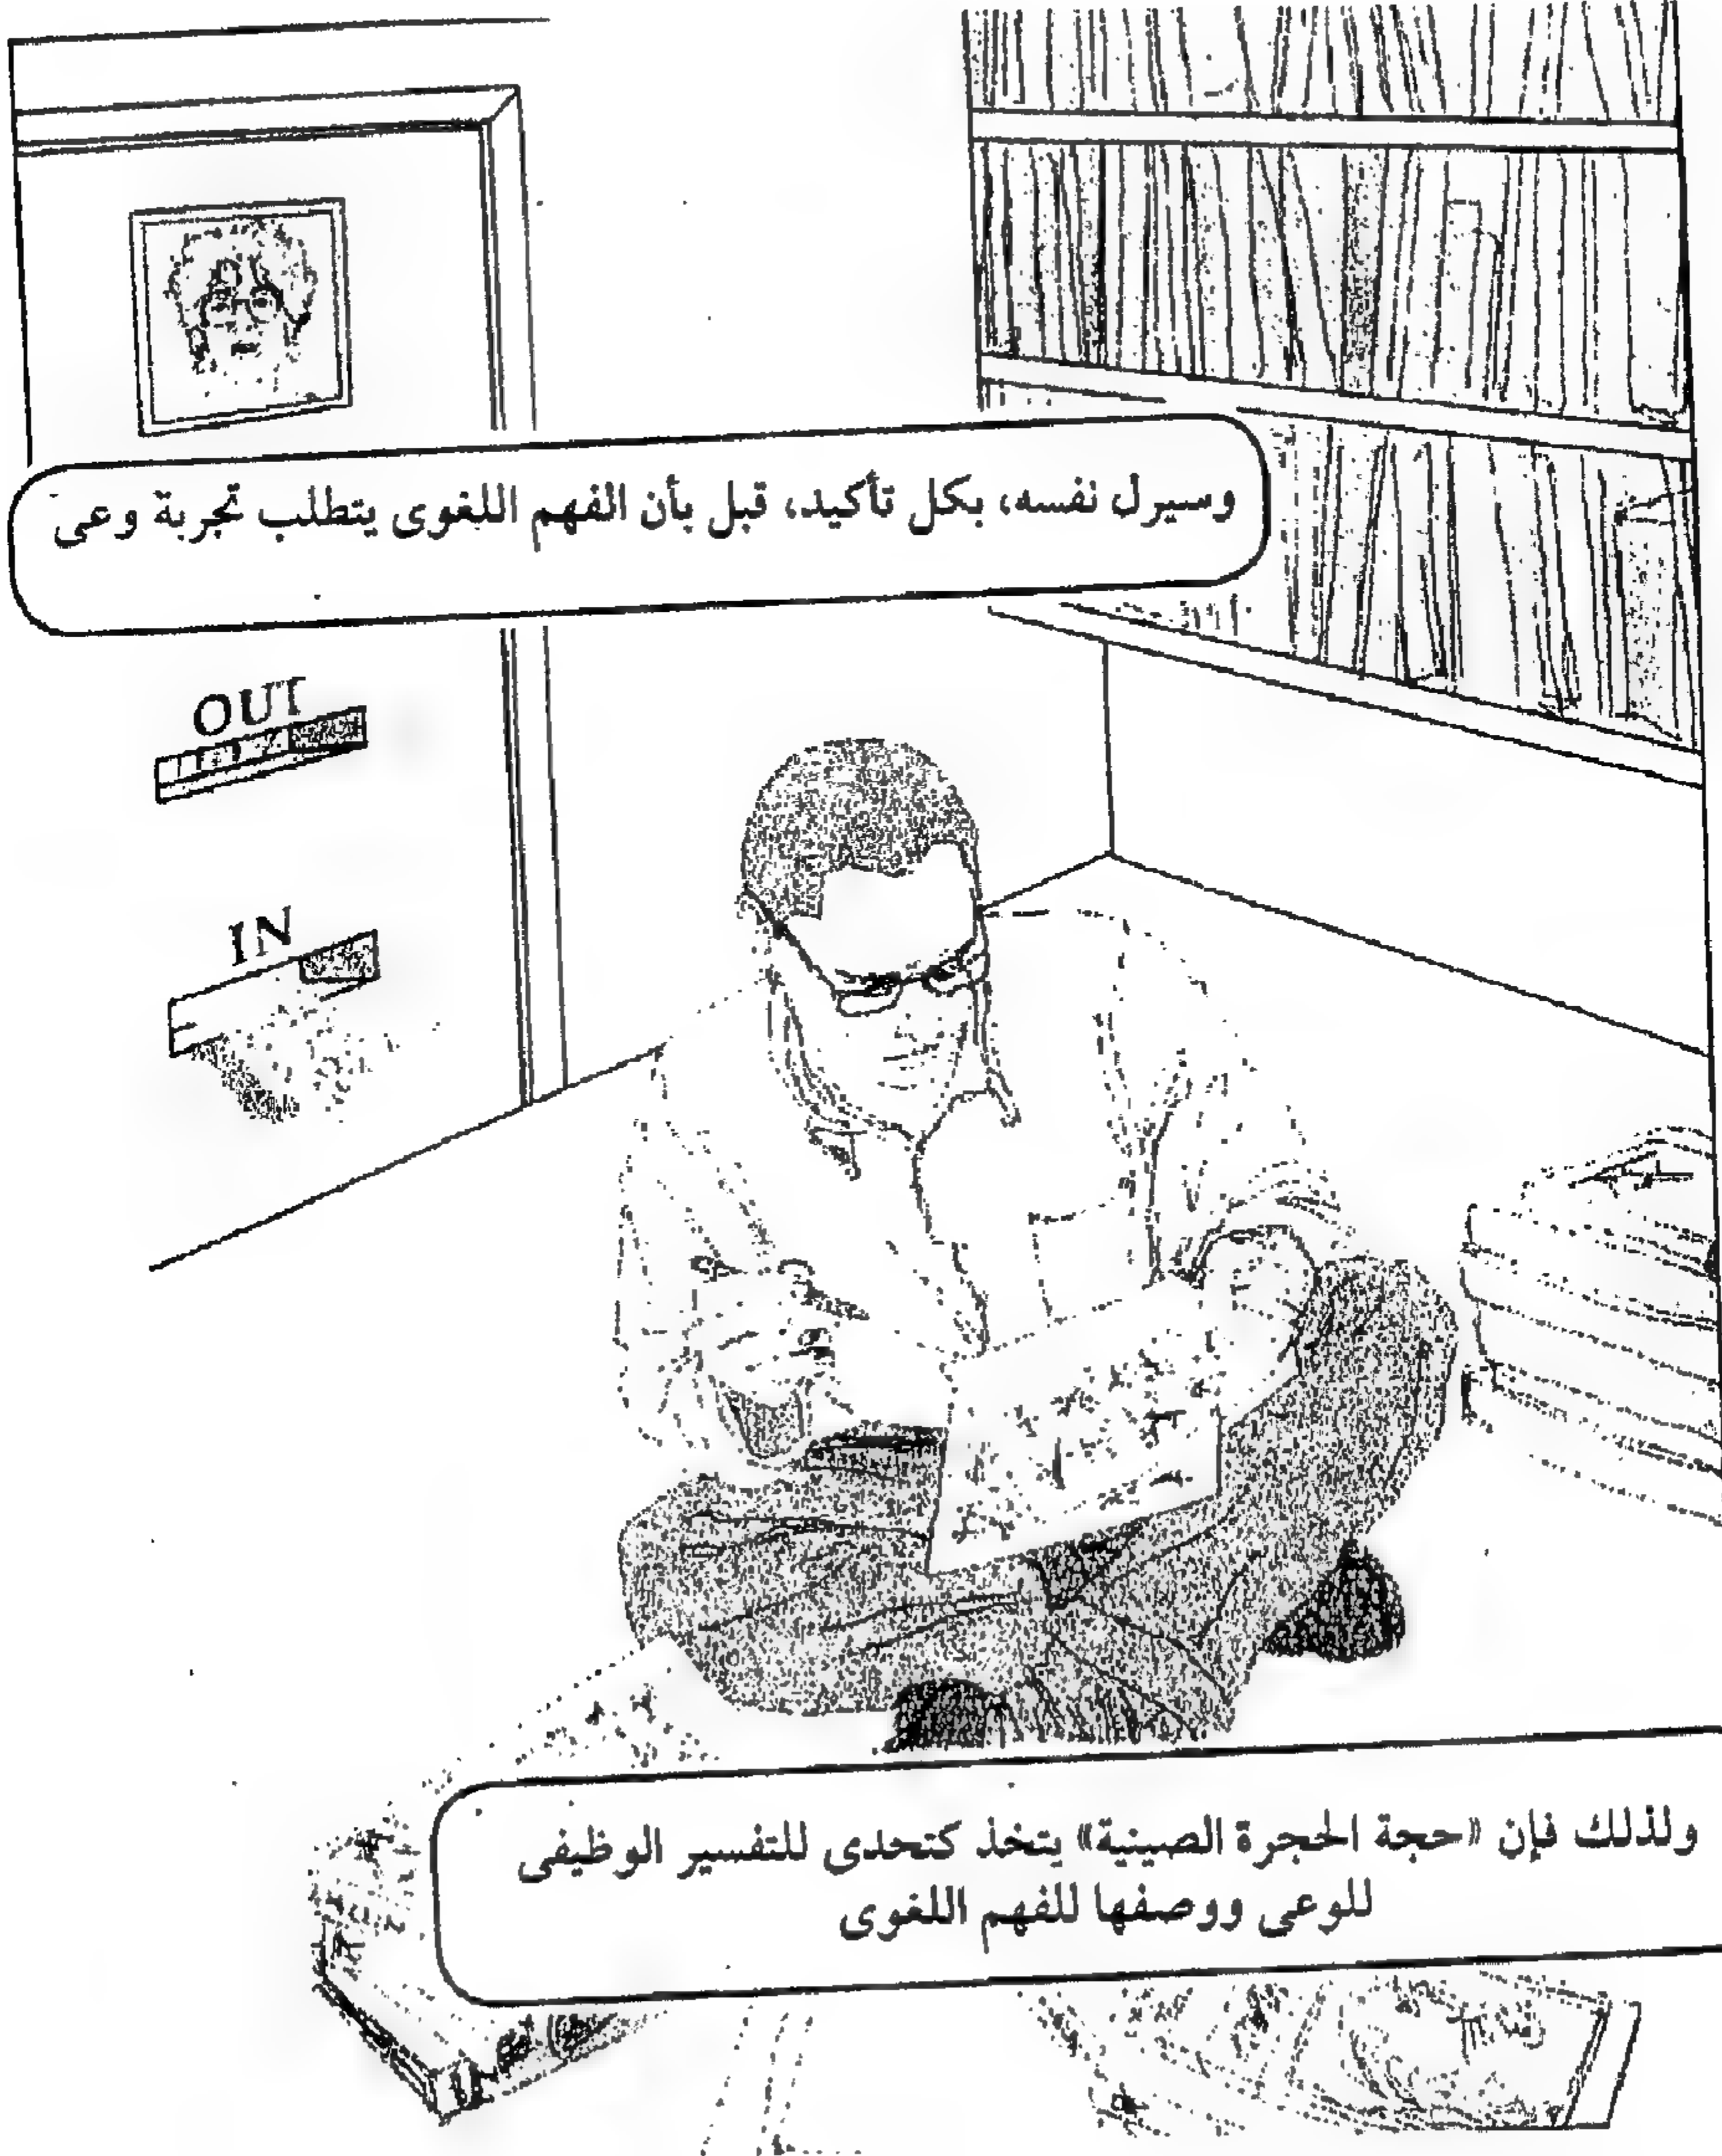 وسيرل نفسه، بكل تأكيد، قبل بأن الفهم اللغوى يتطلب تجربة وعى
OUT
IN
ولذلك فإن «حجة الحجرة الصينية» يتخذ كتحدى للتفسير الوظيفى
للوعى ووصفها للفهم اللغوى